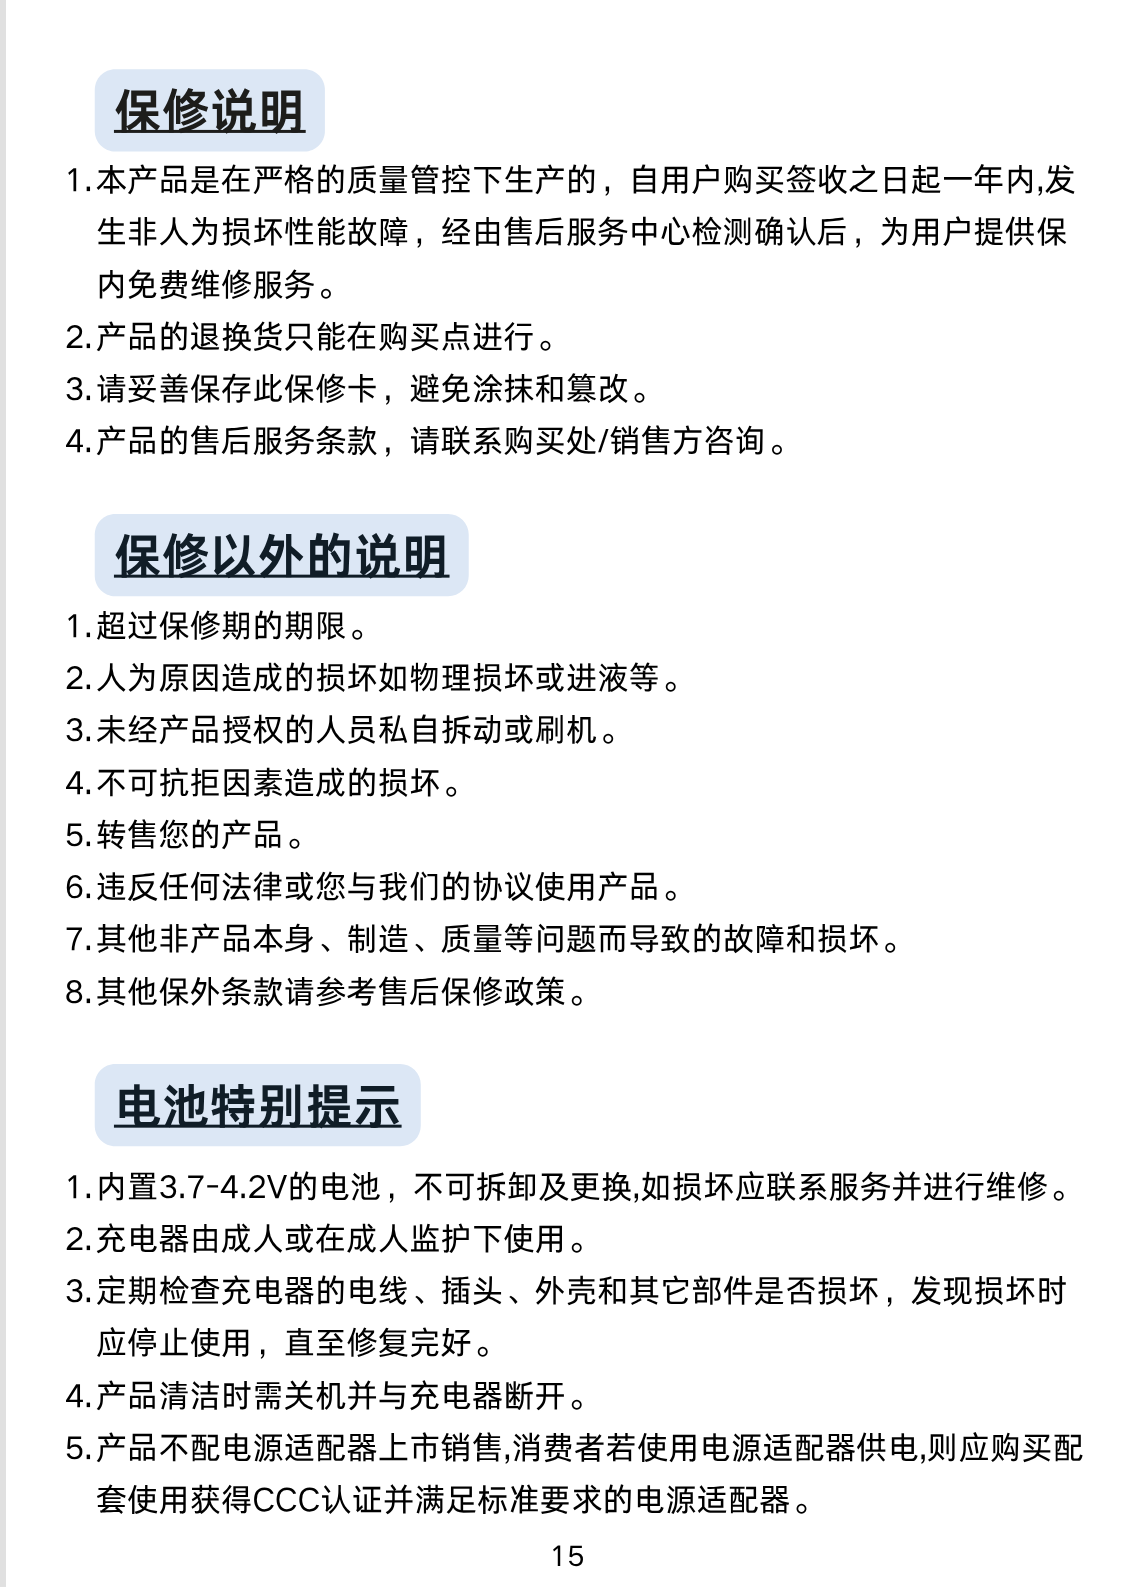 保修说明
1.本产品是在严格的质量管控下生产的，自用户购买签收之日起一年内,发
生非人为损坏性能故障，经由售后服务中心检测确认后，为用户提供保
内免费维修服务。
2.产品的退换货只能在购买点进行。
3.请妥善保存此保修卡，避免涂抹和篡改。
4.产品的售后服务条款，请联系购买处/销售方咨询。
保修以外的说明
1.超过保修期的期限。
2.人为原因造成的损坏如物理损坏或进液等。
3.未经产品授权的人员私自拆动或刷机。
4.不可抗拒因素造成的损坏。
5.转售您的产品。
6.违反任何法律或您与我们的协议使用产品。
7.其他非产品本身、制造、质量等问题而导致的故障和损坏。
8.其他保外条款请参考售后保修政策。
电池特别提示
1.内置3.7-4.2V的电池，不可拆卸及更换,如损坏应联系服务并进行维修。
2.充电器由成人或在成人监护下使用。
3.定期检查充电器的电线、插头、外壳和其它部件是否损坏，发现损坏时
应停止使用，直至修复完好。
4.产品清洁时需关机并与充电器断开。
5.产品不配电源适配器上市销售,消费者若使用电源适配器供电,则应购买配
套使用获得CCC认证并满足标准要求的电源适配器。
15